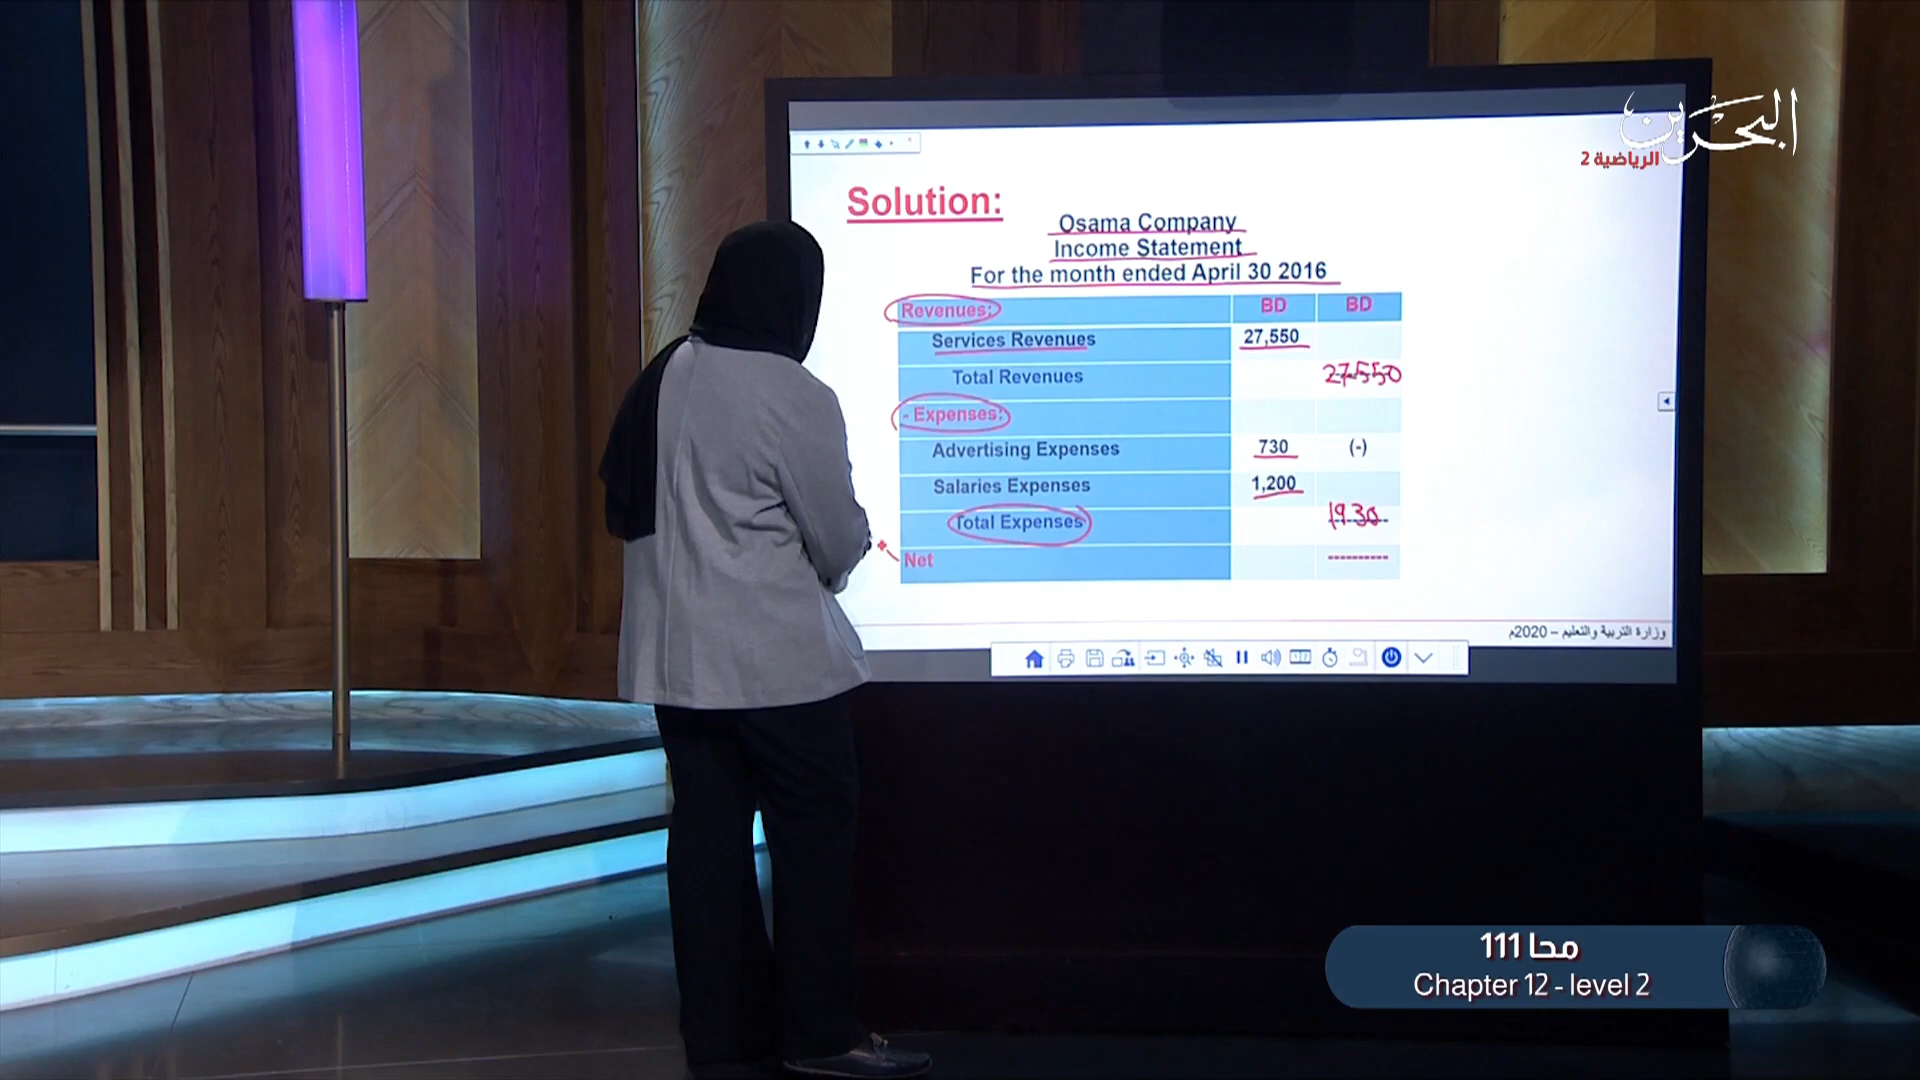 البحرين
الرياضية 2
Solution:
Osama Company
Income Statement
For the month ended April 30 2016
Revenues: BD BD
Services Revenues 27,550
Total Revenues 27550
- Expenses:
Advertising Expenses 730 (-)
Salaries Expenses 1,200
Total Expenses 1930
Net ----------
وزارة التربية والتعليم – 2020م
محا 111
Chapter 12 - level 2